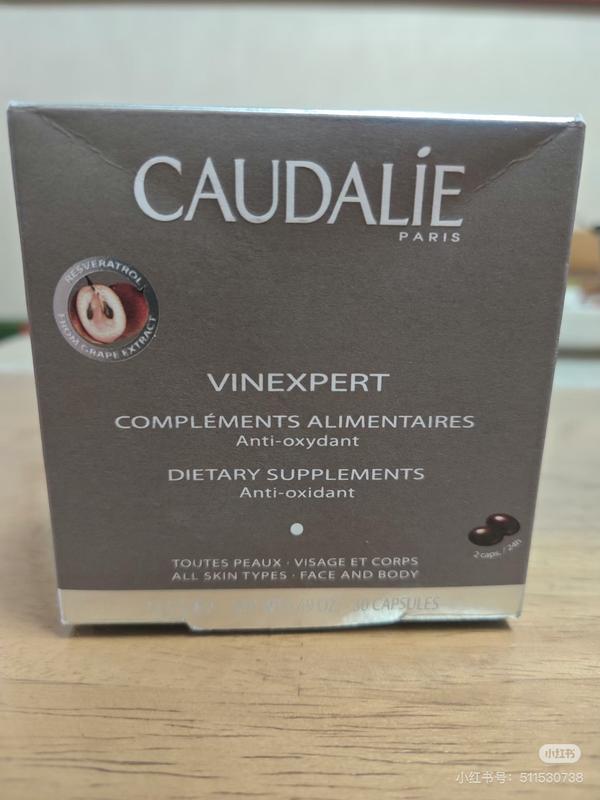 CAUDALÍE
PARIS
RESVERATROL
FROM GRAPE EXTRACT
VINEXPERT
COMPLÉMENTS ALIMENTAIRES
Anti-oxydant
DIETARY SUPPLEMENTS
Anti-oxidant
2 caps. / 24h
TOUTES PEAUX · VISAGE ET CORPS
ALL SKIN TYPES · FACE AND BODY
OZ 30 CAPSULES
小红书
小红书号：511530738